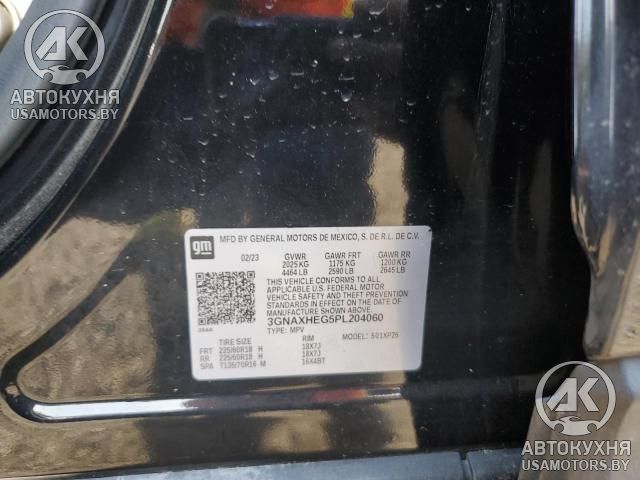 AK
АВТОКУХНЯ
USAMOTORS.BY
gm
MFD BY GENERAL MOTORS DE MEXICO, S. DE R.L. DE C.V.
02/23 GVWR GAWR FRT GAWR RR
2025 KG 1175 KG 1200 KG
4464 LB 2590 LB 2645 LB
THIS VEHICLE CONFORMS TO ALL
APPLICABLE U.S. FEDERAL MOTOR
VEHICLE SAFETY AND THEFT PREVENTION
STANDARDS IN EFFECT ON THE DATE OF
MANUFACTURE SHOWN ABOVE.
3GNAXHEG5PL204060
TYPE: MPV MODEL: 501XP26
TIRE SIZE RIM
FRT 225/60R18 H 18X7J
RR 225/60R18 H 18X7J
SPA T135/70R16 M 16X4BT
AK
АВТОКУХНЯ
USAMOTORS.BY